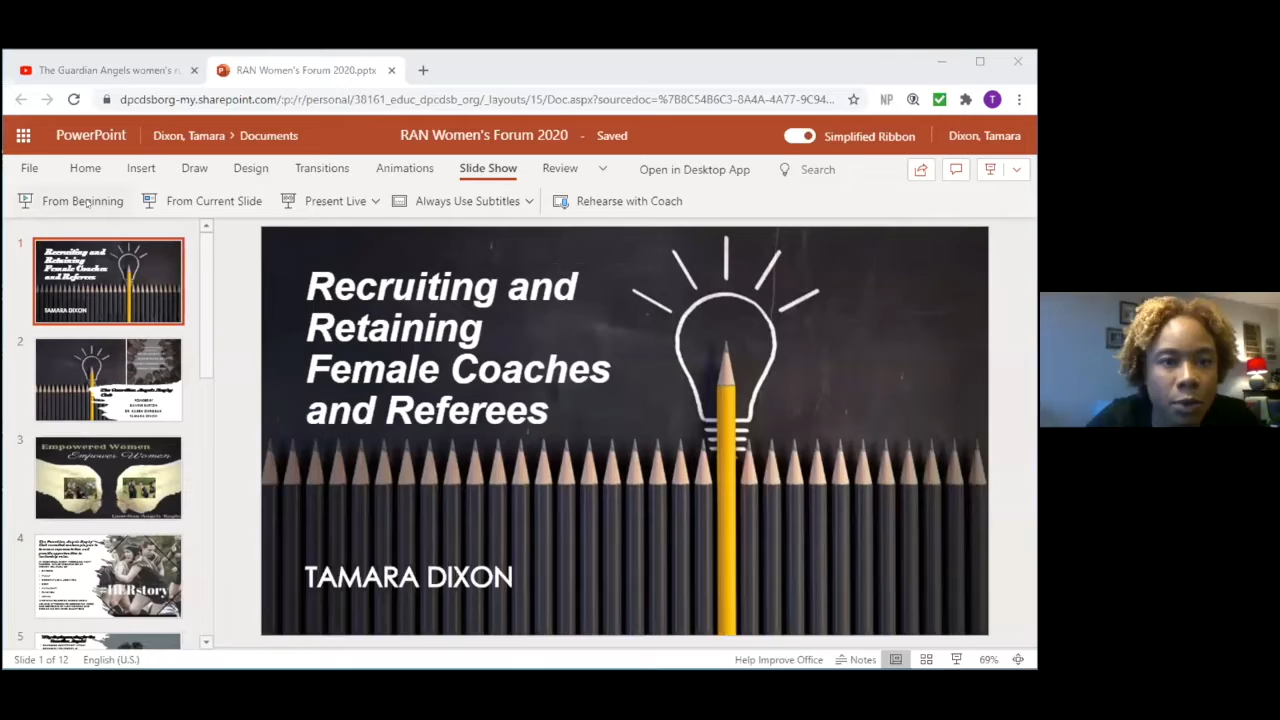 The Guardian Angels women's r
RAN Women's Forum 2020.pptx
dpcdsborg-my.sharepoint.com/:p:/r/personal/38161_educ_dpcdsb_org/_layouts/15/Doc.aspx?sourcedoc=%7B8C54B6C3-8A4A-4A77-9C94...
NP
T
PowerPoint
Dixon, Tamara > Documents
RAN Women's Forum 2020 - Saved
Simplified Ribbon
Dixon, Tamara
File Home Insert Draw Design Transitions Animations Slide Show Review
Open in Desktop App
Search
From Beginning
From Current Slide
Present Live
Always Use Subtitles
Rehearse with Coach
1
Recruiting and
Retaining
Female Coaches
and Referees
TAMARA DIXON
2
3
Empowered Women
Empower Women
Guardian Angels Rugby
4
#HERstory
5
Recruiting and
Retaining
Female Coaches
and Referees
TAMARA DIXON
Slide 1 of 12
English (U.S.)
Help Improve Office
Notes
69%